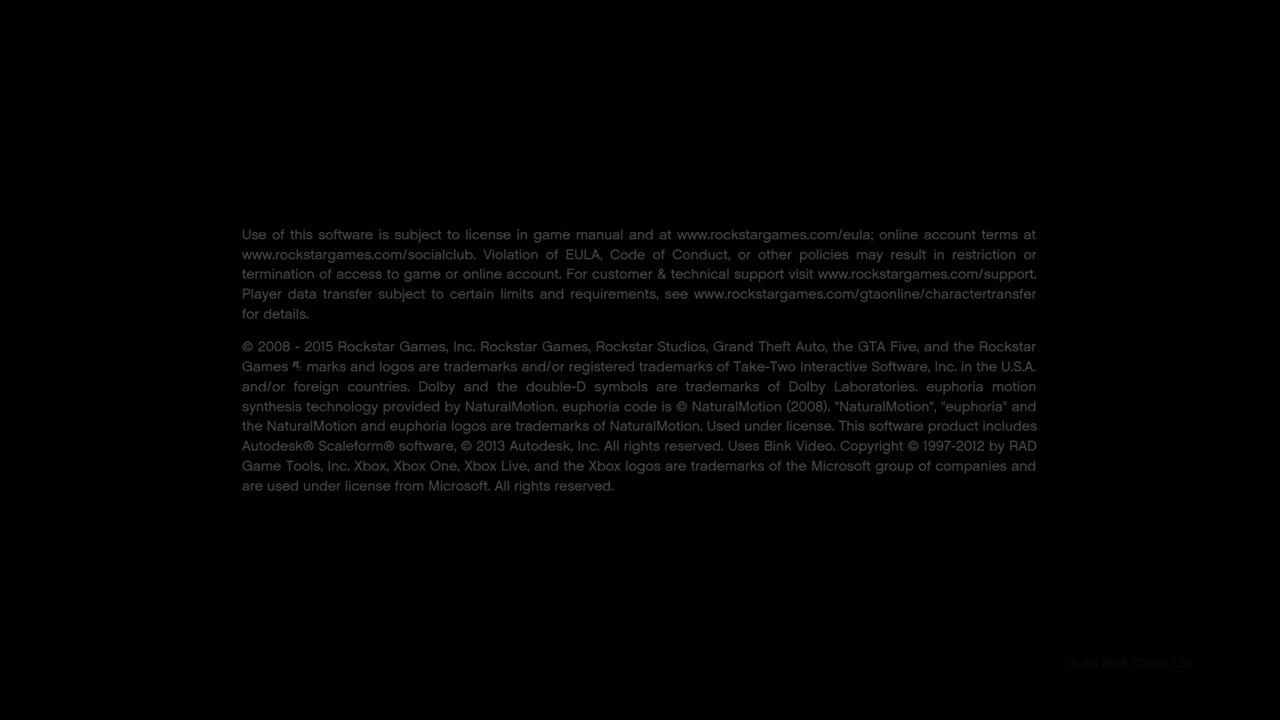 Use of this software is subject to license in game manual and at www.rockstargames.com/eula; online account terms at
www.rockstargames.com/socialclub. Violation of EULA, Code of Conduct, or other policies may result in restriction or
termination of access to game or online account. For customer & technical support visit www.rockstargames.com/support.
Player data transfer subject to certain limits and requirements, see www.rockstargames.com/gtaonline/charactertransfer
for details.
© 2008 - 2015 Rockstar Games, Inc. Rockstar Games, Rockstar Studios, Grand Theft Auto, the GTA Five, and the Rockstar
Games R* marks and logos are trademarks and/or registered trademarks of Take-Two Interactive Software, Inc. in the U.S.A.
and/or foreign countries. Dolby and the double-D symbols are trademarks of Dolby Laboratories. euphoria motion
synthesis technology provided by NaturalMotion. euphoria code is © NaturalMotion (2008). "NaturalMotion", "euphoria" and
the NaturalMotion and euphoria logos are trademarks of NaturalMotion. Used under license. This software product includes
Autodesk® Scaleform® software, © 2013 Autodesk, Inc. All rights reserved. Uses Bink Video. Copyright © 1997-2012 by RAD
Game Tools, Inc. Xbox, Xbox One, Xbox Live, and the Xbox logos are trademarks of the Microsoft group of companies and
are used under license from Microsoft. All rights reserved.
Build Online